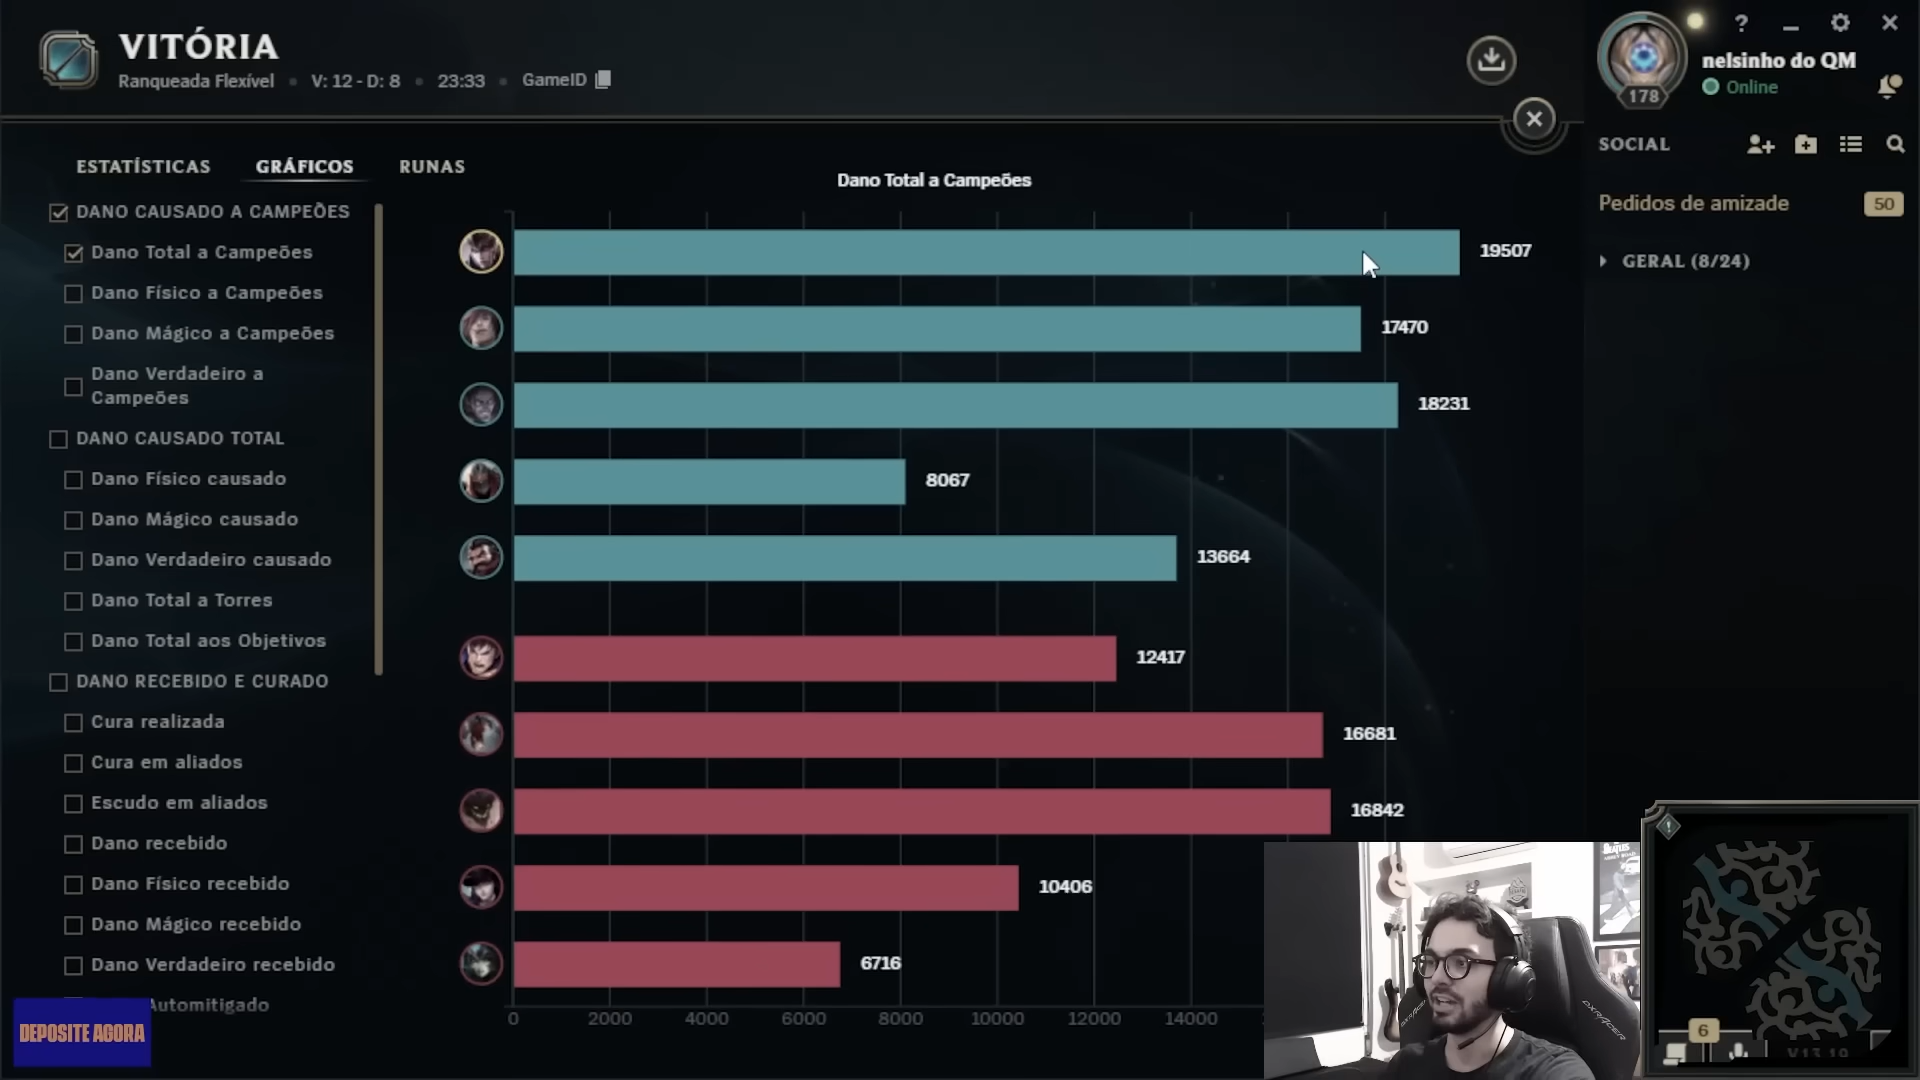 VITÓRIA
Ranqueada Flexível • V: 12 - D: 8 • 23:33 • GameID
nelsinho do QM
Online
178
SOCIAL
Pedidos de amizade 50
GERAL (8/24)
ESTATÍSTICAS GRÁFICOS RUNAS
DANO CAUSADO A CAMPEÕES
Dano Total a Campeões
Dano Físico a Campeões
Dano Mágico a Campeões
Dano Verdadeiro a
Campeões
DANO CAUSADO TOTAL
Dano Físico causado
Dano Mágico causado
Dano Verdadeiro causado
Dano Total a Torres
Dano Total aos Objetivos
DANO RECEBIDO E CURADO
Cura realizada
Cura em aliados
Escudo em aliados
Dano recebido
Dano Físico recebido
Dano Mágico recebido
Dano Verdadeiro recebido
Automitigado
DEPOSITE AGORA
Dano Total a Campeões
19507
17470
18231
8067
13664
12417
16681
16842
10406
6716
0 2000 4000 6000 8000 10000 12000 14000
BEATLES
DXRACER
6
V13.19